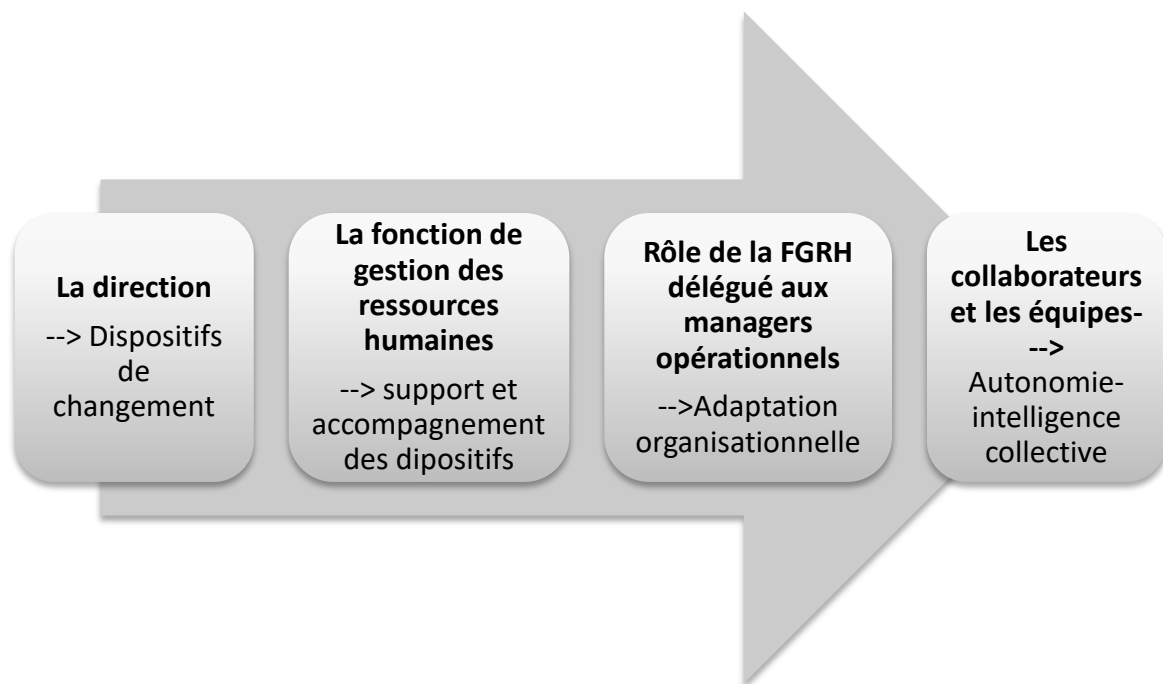 La direction
--> Dispositifs
de
changement
La fonction de
gestion des
ressources
humaines
--> support et
accompagnement
des dipositifs
Rôle de la FGRH
délégué aux
managers
opérationnels
-->Adaptation
organisationnelle
Les
collaborateurs
et les équipes-
-->
Autonomie-
intelligence
collective